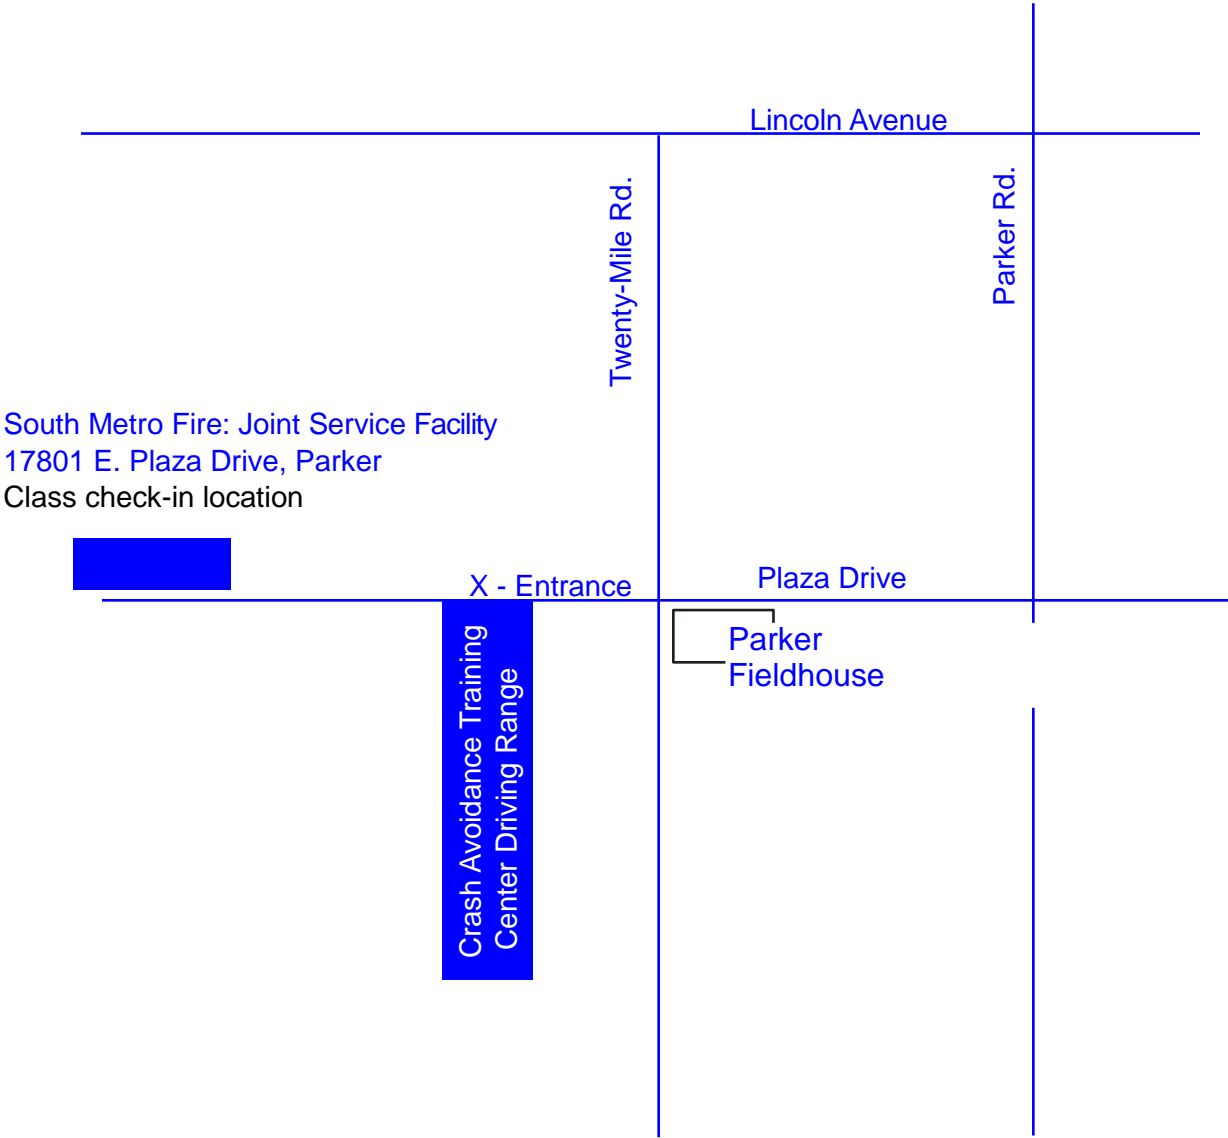 Lincoln Avenue
Twenty-Mile Rd.
Parker Rd.
South Metro Fire: Joint Service Facility
17801 E. Plaza Drive, Parker
Class check-in location
X - Entrance
Plaza Drive
Parker
Fieldhouse
Crash Avoidance Training
Center Driving Range